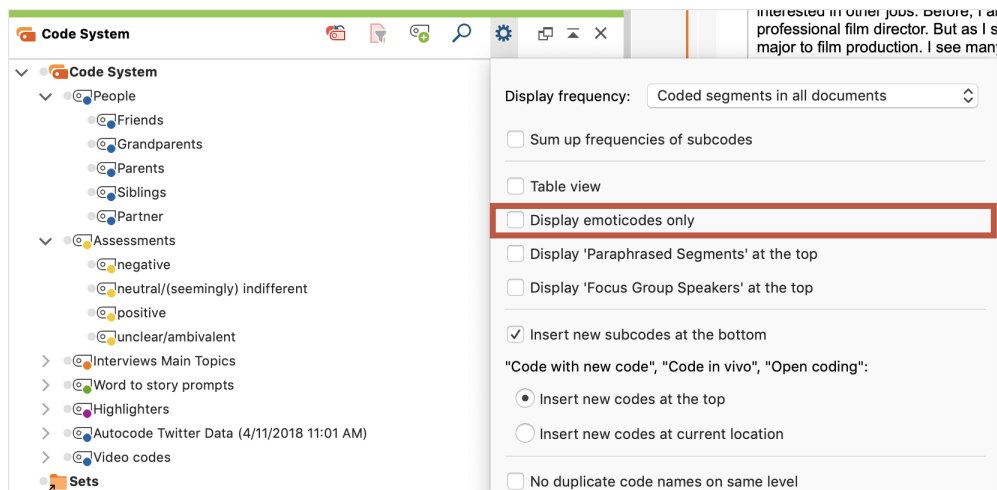 Code System
Code System
People
Friends
Grandparents
Parents
Siblings
Partner
Assessments
negative
neutral/(seemingly) indifferent
positive
unclear/ambivalent
Interviews Main Topics
Word to story prompts
Highlighters
Autocode Twitter Data (4/11/2018 11:01 AM)
Video codes
Sets
interested in other jobs. Before, I
professional film director. But as I s
major to film production. I see many
Display frequency: Coded segments in all documents
Sum up frequencies of subcodes
Table view
Display emoticodes only
Display 'Paraphrased Segments' at the top
Display 'Focus Group Speakers' at the top
Insert new subcodes at the bottom
"Code with new code", "Code in vivo", "Open coding":
Insert new codes at the top
Insert new codes at current location
No duplicate code names on same level